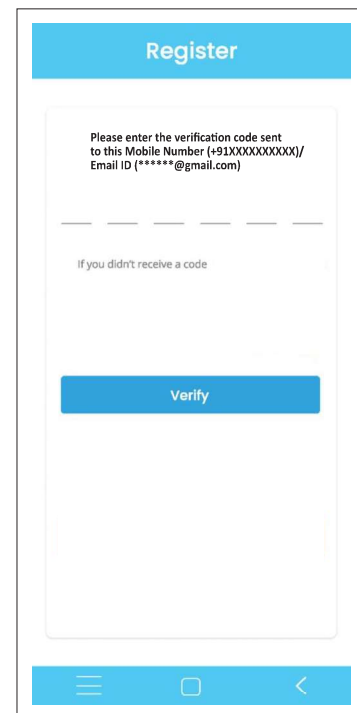 Register
Please enter the verification code sent
to this Mobile Number (+91XXXXXXXXXX)/
Email ID (******@gmail.com)
If you didn't receive a code
Verify